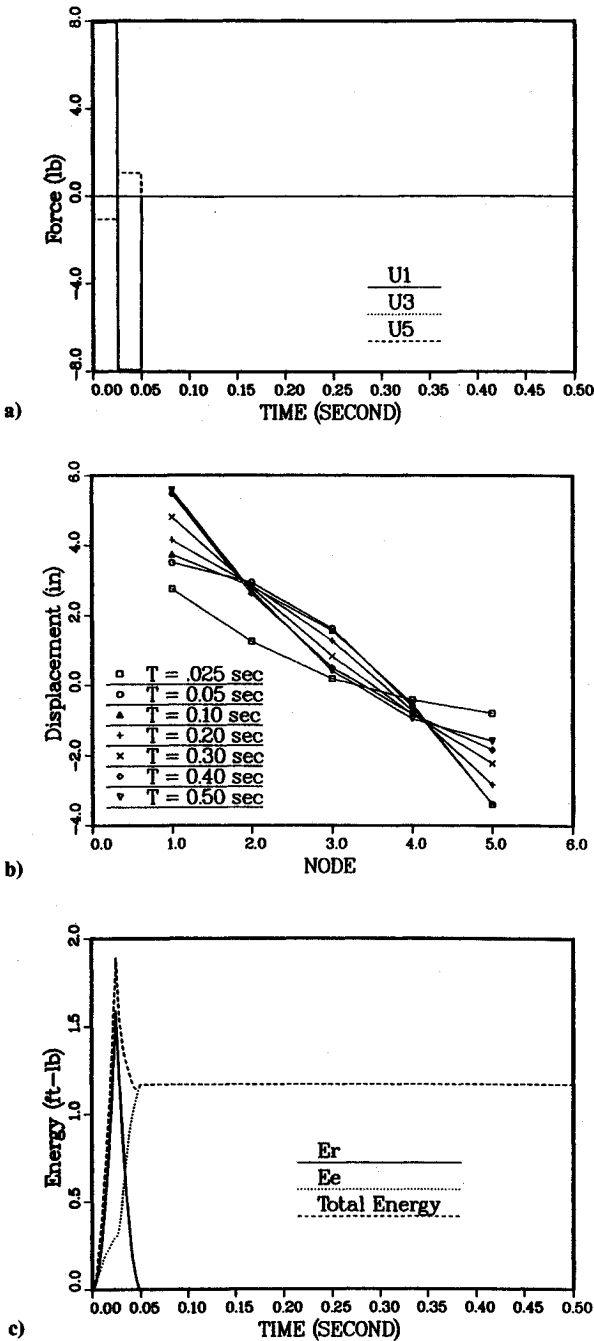 8.0
4.0
0.0
-4.0
-8.0
Force (lb)
U1
U3
U5
0.00 0.05 0.10 0.15 0.20 0.25 0.30 0.35 0.40 0.45 0.50
TIME (SECOND)
a)
6.0
4.0
2.0
0.0
-2.0
-4.0
Displacement (in)
T = .025 sec
T = 0.05 sec
T = 0.10 sec
T = 0.20 sec
T = 0.30 sec
T = 0.40 sec
T = 0.50 sec
0.0 1.0 2.0 3.0 4.0 5.0 6.0
NODE
b)
2.0
1.5
1.0
0.5
0.0
Energy (ft-lb)
Er
Ee
Total Energy
0.00 0.05 0.10 0.15 0.20 0.25 0.30 0.35 0.40 0.45 0.50
TIME (SECOND)
c)